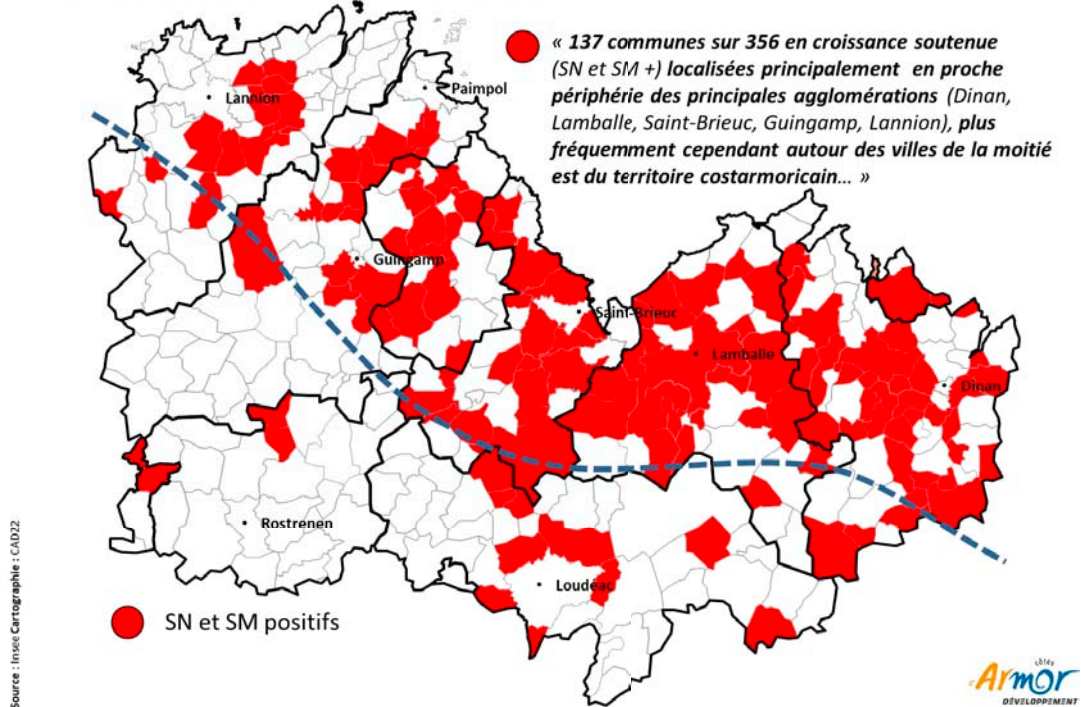 « 137 communes sur 356 en croissance soutenue
(SN et SM +) localisées principalement en proche
périphérie des principales agglomérations (Dinan,
Lamballe, Saint-Brieuc, Guingamp, Lannion), plus
fréquemment cependant autour des villes de la moitié
est du territoire costarmoricain... »
Lannion
Paimpol
Guingamp
Saint-Brieuc
Lamballe
Dinan
Rostrenen
Loudéac
SN et SM positifs
Source : Insee Cartographie : CAD22
côtes
d'Armor
DÉVELOPPEMENT